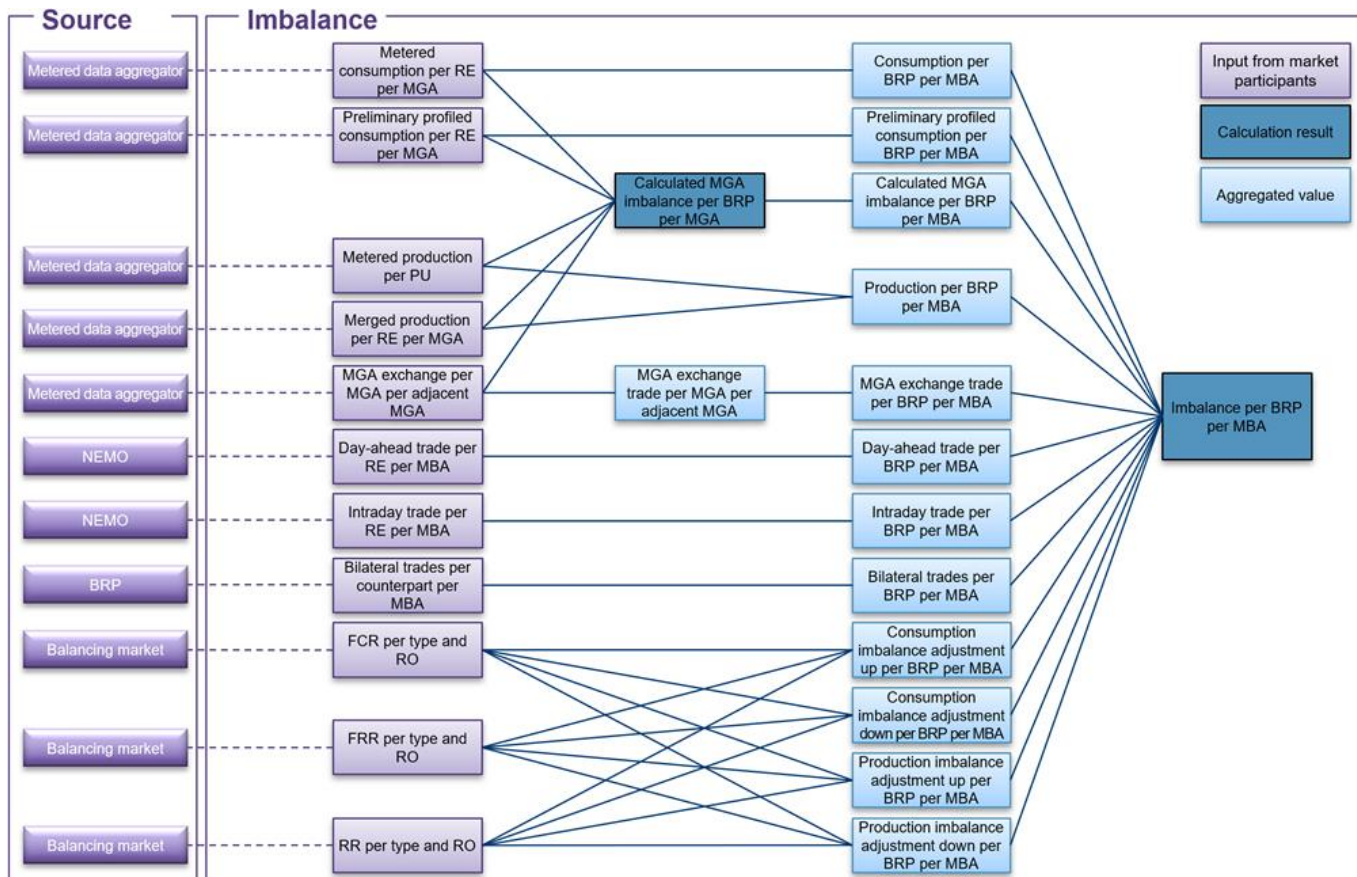 Source
Imbalance
Metered data aggregator
Metered
consumption per RE
per MGA
Consumption per
BRP per MBA
Input from market
participants
Metered data aggregator
Preliminary profiled
consumption per RE
per MGA
Preliminary profiled
consumption per
BRP per MBA
Calculation result
Calculated MGA
imbalance per BRP
per MGA
Calculated MGA
imbalance per BRP
per MBA
Aggregated value
Metered data aggregator
Metered production
per PU
Production per BRP
per MBA
Metered data aggregator
Merged production
per RE per MGA
Metered data aggregator
MGA exchange per
MGA per adjacent
MGA
MGA exchange
trade per MGA per
adjacent MGA
MGA exchange trade
per BRP per MBA
Imbalance per BRP
per MBA
NEMO
Day-ahead trade per
RE per MBA
Day-ahead trade per
BRP per MBA
NEMO
Intraday trade per
RE per MBA
Intraday trade per
BRP per MBA
BRP
Bilateral trades per
counterpart per
MBA
Bilateral trades per
BRP per MBA
Balancing market
FCR per type and
RO
Consumption
imbalance adjustment
up per BRP per MBA
Consumption
imbalance adjustment
down per BRP per MBA
Balancing market
FRR per type and
RO
Production imbalance
adjustment up per
BRP per MBA
Balancing market
RR per type and RO
Production imbalance
adjustment down per
BRP per MBA